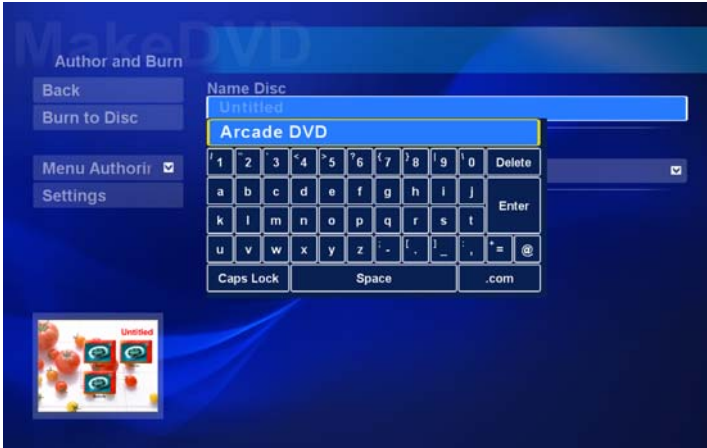 MakeDVD
Author and Burn
Back
Burn to Disc
Menu Authorin
Settings
Name Disc
Untitled
Arcade DVD
1 2 3 < 4 > 5 ? 6 { 7 } 8 | 9 \ 0 Delete
a b c d e f g h i j
Enter
k l m n o p q r s t
u v w x y z ; - [ . ] _ : , * = @
Caps Lock Space .com
Untitled